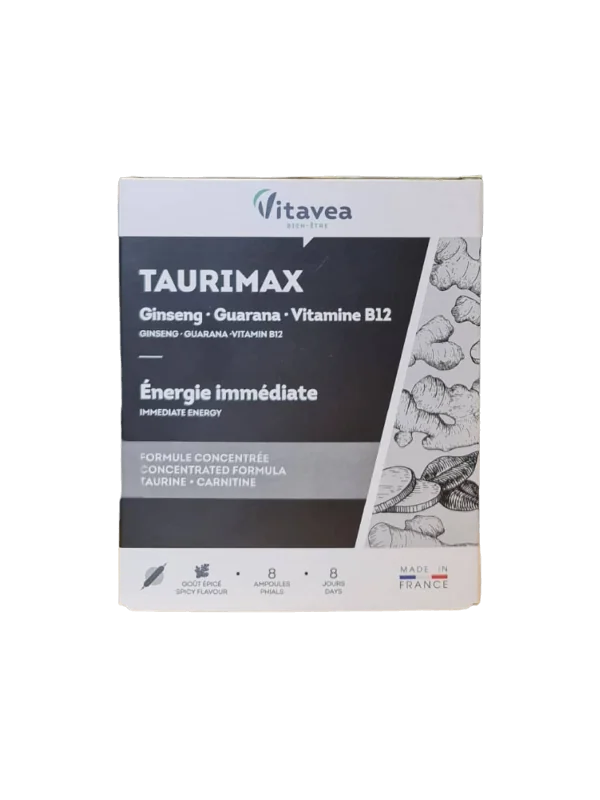 Vitavea
BIEN-ÊTRE
TAURIMAX
Ginseng • Guarana • Vitamine B12
GINSENG • GUARANA •VITAMIN B12
Énergie immédiate
IMMEDIATE ENERGY
FORMULE CONCENTRÉE
CONCENTRATED FORMULA
TAURINE • CARNITINE
GOÛT ÉPICÉ
SPICY FLAVOUR
• 8
AMPOULES
PHIALS
• 8
JOURS
DAYS
MADE IN
FRANCE